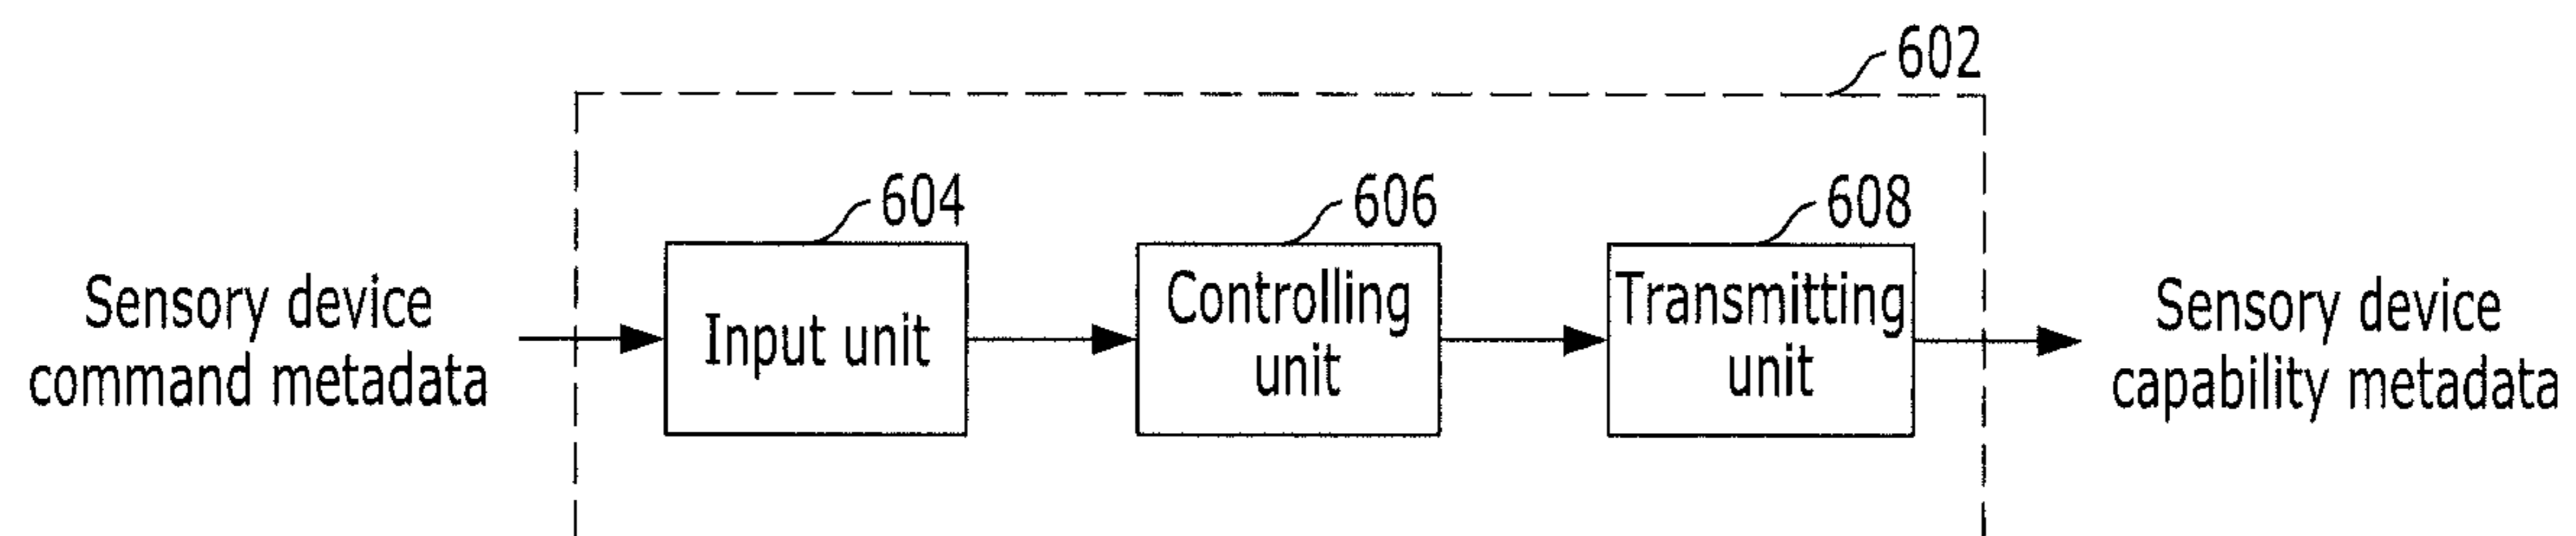 602
604
606
608
Sensory device
command metadata
Input unit
Controlling
unit
Transmitting
unit
Sensory device
capability metadata